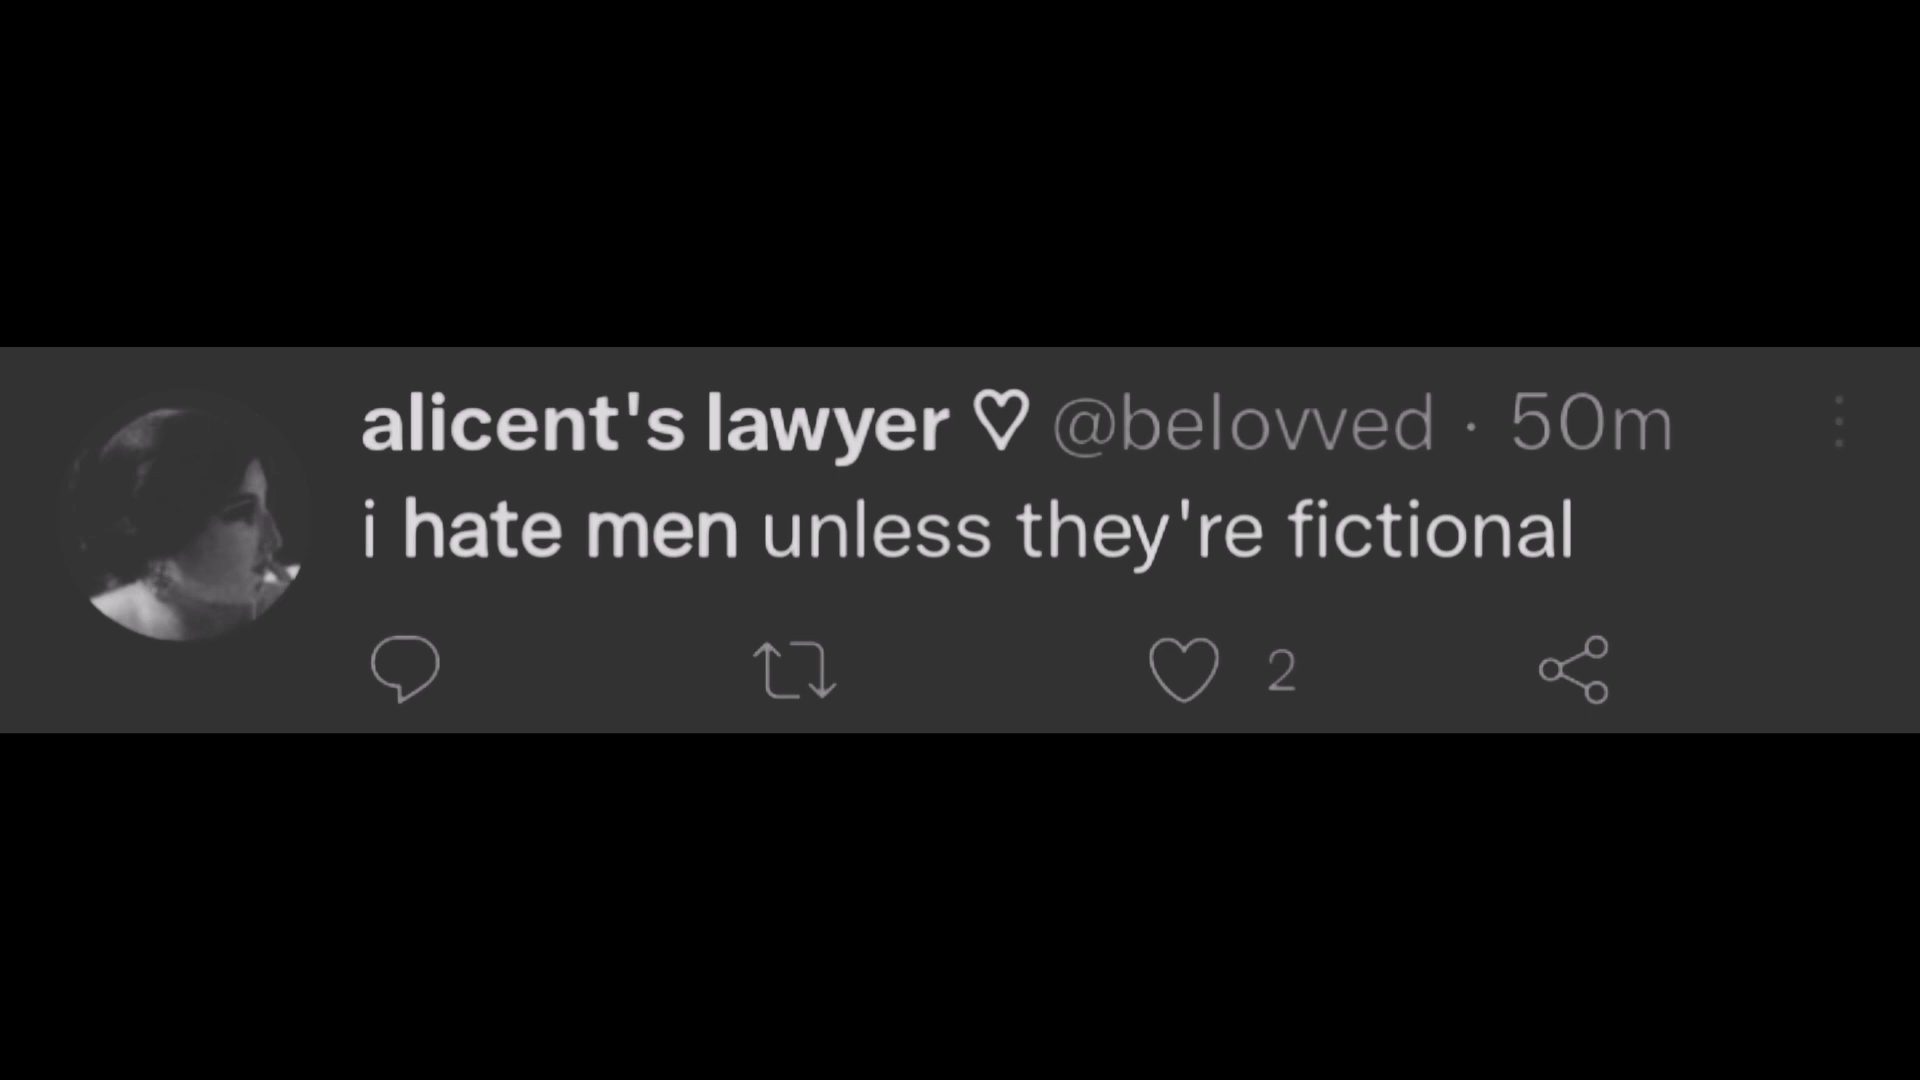 alicent's lawyer ♡ @belovved · 50m
i hate men unless they're fictional
2